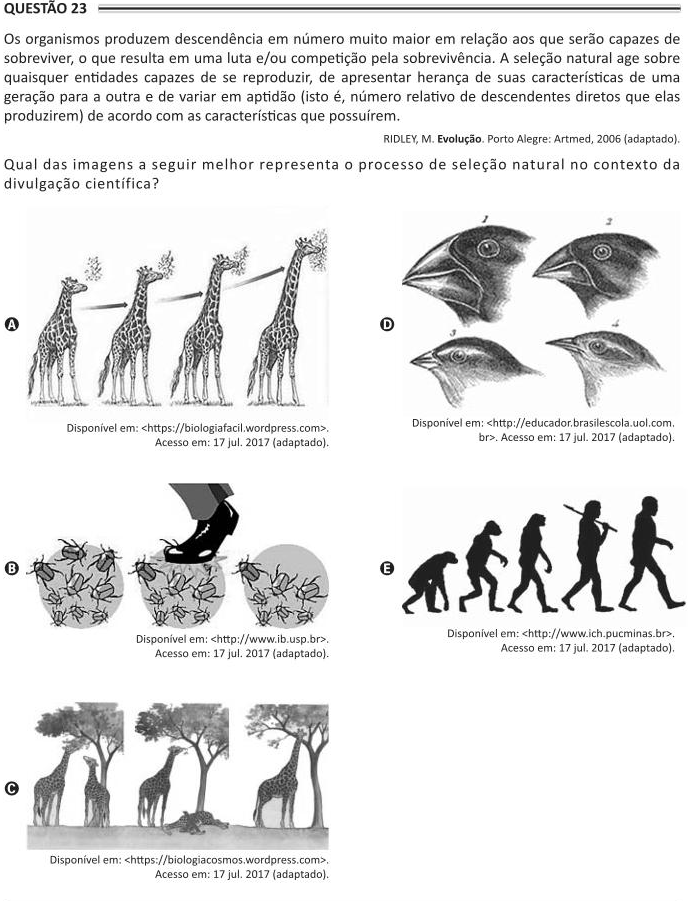 QUESTÃO 23
Os organismos produzem descendência em número muito maior em relação aos que serão capazes de
sobreviver, o que resulta em uma luta e/ou competição pela sobrevivência. A seleção natural age sobre
quaisquer entidades capazes de se reproduzir, de apresentar herança de suas características de uma
geração para a outra e de variar em aptidão (isto é, número relativo de descendentes diretos que elas
produzirem) de acordo com as características que possuírem.
RIDLEY, M. Evolução. Porto Alegre: Artmed, 2006 (adaptado).
Qual das imagens a seguir melhor representa o processo de seleção natural no contexto da
divulgação científica?
A
Disponível em: <https://biologiafacil.wordpress.com>.
Acesso em: 17 jul. 2017 (adaptado).
B
Disponível em: <http://www.ib.usp.br>.
Acesso em: 17 jul. 2017 (adaptado).
C
Disponível em: <https://biologiacosmos.wordpress.com>.
Acesso em: 17 jul. 2017 (adaptado).
D
1
2
3
4
Disponível em: <http://educador.brasilescola.uol.com.
br>. Acesso em: 17 jul. 2017 (adaptado).
E
Disponível em: <http://www.ich.pucminas.br>.
Acesso em: 17 jul. 2017 (adaptado).